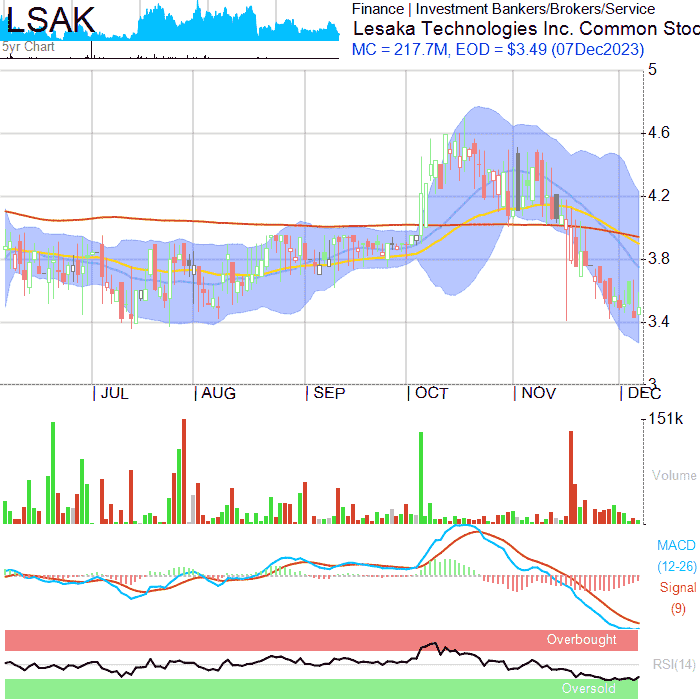 LSAK
5yr Chart
Finance | Investment Bankers/Brokers/Service
Lesaka Technologies Inc. Common Stoc
MC = 217.7M, EOD = $3.49 (07Dec2023)
5
4.6
4.2
3.8
3.4
3
JUL AUG SEP OCT NOV DEC
151k
Volume
MACD
(12-26)
Signal
(9)
Overbought
RSI(14)
Oversold